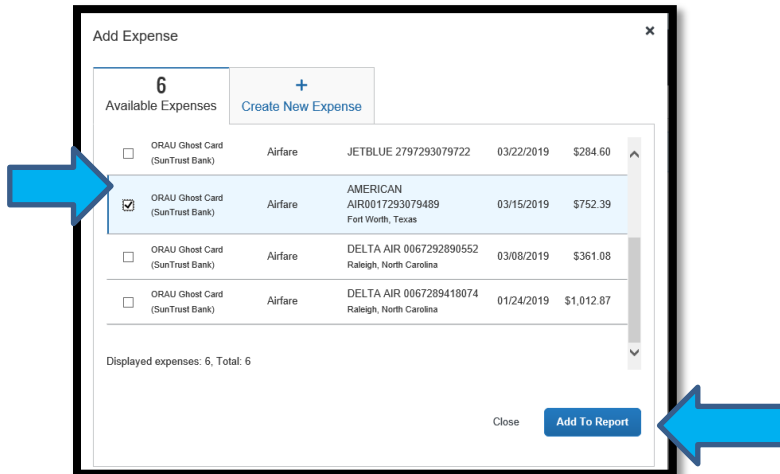 Add Expense
×
6
Available Expenses
+
Create New Expense
ORAU Ghost Card
(SunTrust Bank)
Airfare
JETBLUE 2797293079722
03/22/2019
$284.60
ORAU Ghost Card
(SunTrust Bank)
Airfare
AMERICAN
AIR0017293079489
Fort Worth, Texas
03/15/2019
$752.39
ORAU Ghost Card
(SunTrust Bank)
Airfare
DELTA AIR 0067292890552
Raleigh, North Carolina
03/08/2019
$361.08
ORAU Ghost Card
(SunTrust Bank)
Airfare
DELTA AIR 0067289418074
Raleigh, North Carolina
01/24/2019
$1,012.87
Displayed expenses: 6, Total: 6
Close
Add To Report